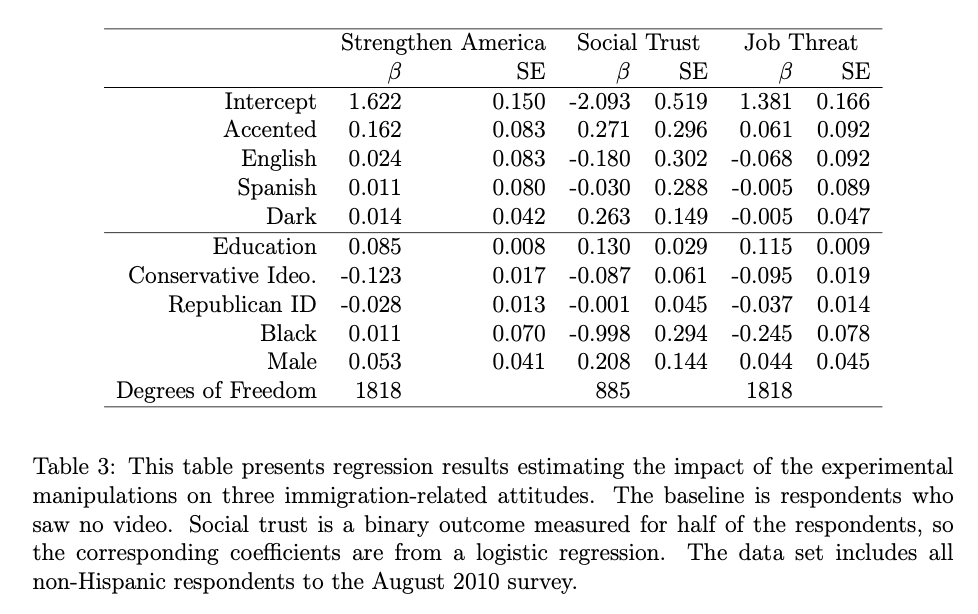 Strengthen America Social Trust Job Threat
β SE β SE β SE
Intercept 1.622 0.150 -2.093 0.519 1.381 0.166
Accented 0.162 0.083 0.271 0.296 0.061 0.092
English 0.024 0.083 -0.180 0.302 -0.068 0.092
Spanish 0.011 0.080 -0.030 0.288 -0.005 0.089
Dark 0.014 0.042 0.263 0.149 -0.005 0.047
Education 0.085 0.008 0.130 0.029 0.115 0.009
Conservative Ideo. -0.123 0.017 -0.087 0.061 -0.095 0.019
Republican ID -0.028 0.013 -0.001 0.045 -0.037 0.014
Black 0.011 0.070 -0.998 0.294 -0.245 0.078
Male 0.053 0.041 0.208 0.144 0.044 0.045
Degrees of Freedom 1818 885 1818
Table 3: This table presents regression results estimating the impact of the experimental
manipulations on three immigration-related attitudes. The baseline is respondents who
saw no video. Social trust is a binary outcome measured for half of the respondents, so
the corresponding coefficients are from a logistic regression. The data set includes all
non-Hispanic respondents to the August 2010 survey.